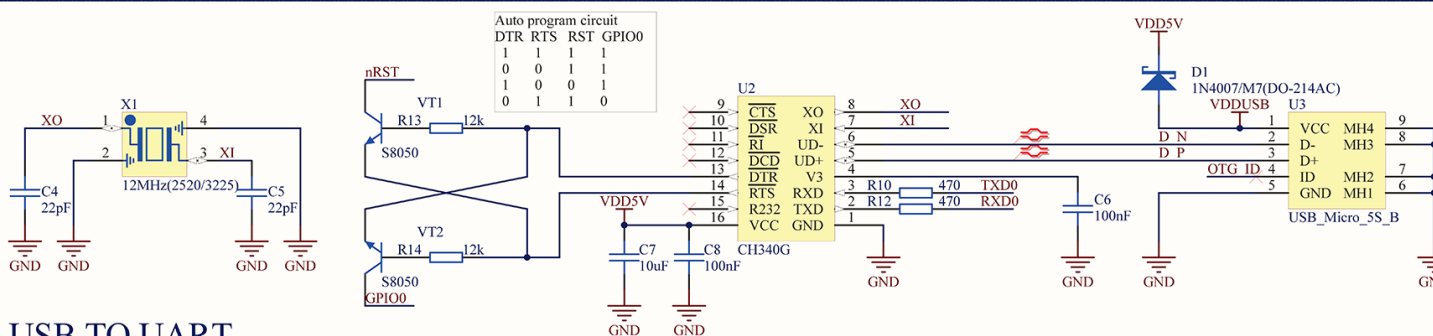 Auto program circuit
DTR RTS RST GPIO0
1 1 1 1
0 0 1 1
1 0 0 1
0 1 1 0
X1
XO 1 4
2 3 XI
12MHz(2520/3225)
C4
22pF
C5
22pF
GND
GND
GND
GND
nRST
VT1
R13 12k
S8050
VT2
R14 12k
S8050
GPIO0
VDD5V
C7
10uF
C8
100nF
GND
GND
U2
9 CTS XO 8 XO
10 DSR XI 7 XI
11 RI UD- 6
12 DCD UD+ 5
13 DTR V3 4
14 RTS RXD 3 R10 470 TXD0
15 R232 TXD 2 R12 470 RXD0
16 VCC GND 1
CH340G
GND
C6
100nF
GND
VDD5V
D1
1N4007/M7(DO-214AC)
VDDUSB
U3
1 VCC MH4 9
D N 2 D- MH3 8
D P 3 D+
OTG ID 4 ID MH2 7
5 GND MH1 6
USB_Micro_5S_B
GND
USB TO UART